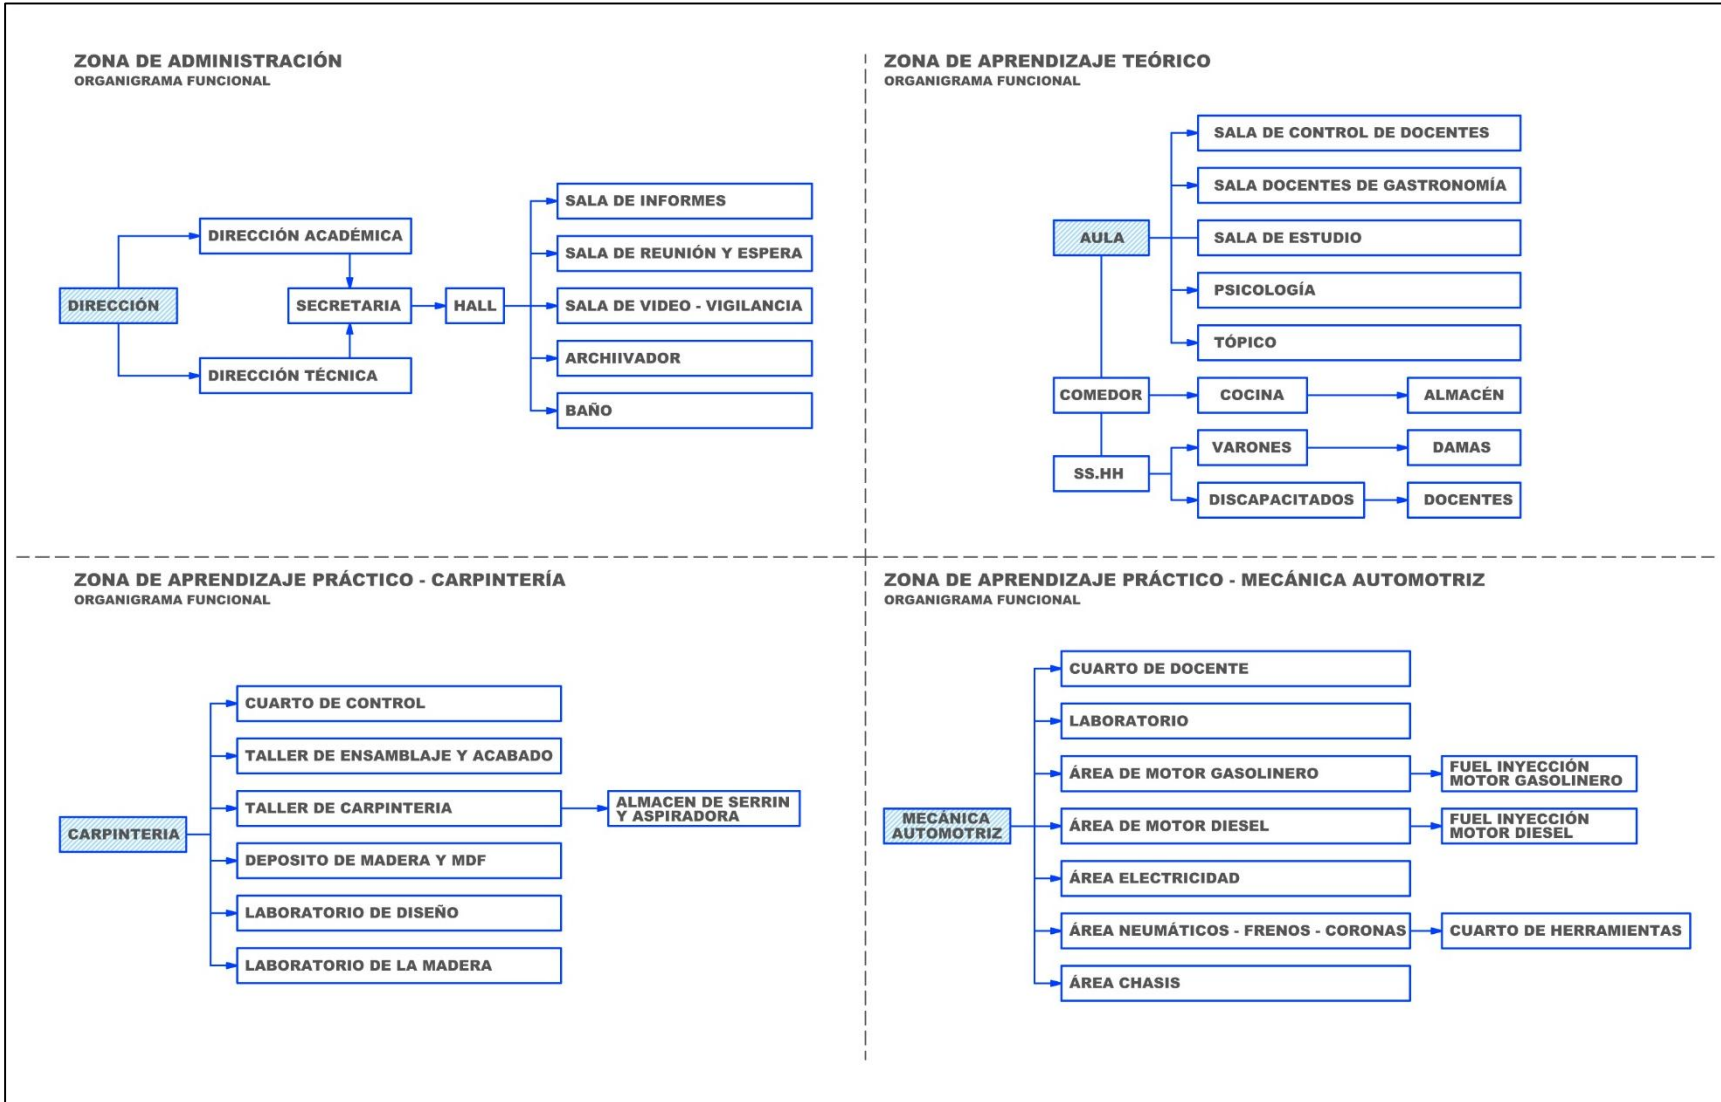 ZONA DE ADMINISTRACIÓN
ORGANIGRAMA FUNCIONAL
DIRECCIÓN
DIRECCIÓN ACADÉMICA
DIRECCIÓN TÉCNICA
SECRETARIA
HALL
SALA DE INFORMES
SALA DE REUNIÓN Y ESPERA
SALA DE VIDEO - VIGILANCIA
ARCHIIVADOR
BAÑO
ZONA DE APRENDIZAJE TEÓRICO
ORGANIGRAMA FUNCIONAL
AULA
SALA DE CONTROL DE DOCENTES
SALA DOCENTES DE GASTRONOMÍA
SALA DE ESTUDIO
PSICOLOGÍA
TÓPICO
COMEDOR
COCINA
ALMACÉN
SS.HH
VARONES
DAMAS
DISCAPACITADOS
DOCENTES
ZONA DE APRENDIZAJE PRÁCTICO - CARPINTERÍA
ORGANIGRAMA FUNCIONAL
CARPINTERIA
CUARTO DE CONTROL
TALLER DE ENSAMBLAJE Y ACABADO
TALLER DE CARPINTERIA
ALMACEN DE SERRIN
Y ASPIRADORA
DEPOSITO DE MADERA Y MDF
LABORATORIO DE DISEÑO
LABORATORIO DE LA MADERA
ZONA DE APRENDIZAJE PRÁCTICO - MECÁNICA AUTOMOTRIZ
ORGANIGRAMA FUNCIONAL
MECÁNICA
AUTOMOTRIZ
CUARTO DE DOCENTE
LABORATORIO
ÁREA DE MOTOR GASOLINERO
FUEL INYECCIÓN
MOTOR GASOLINERO
ÁREA DE MOTOR DIESEL
FUEL INYECCIÓN
MOTOR DIESEL
ÁREA ELECTRICIDAD
ÁREA NEUMÁTICOS - FRENOS - CORONAS
CUARTO DE HERRAMIENTAS
ÁREA CHASIS